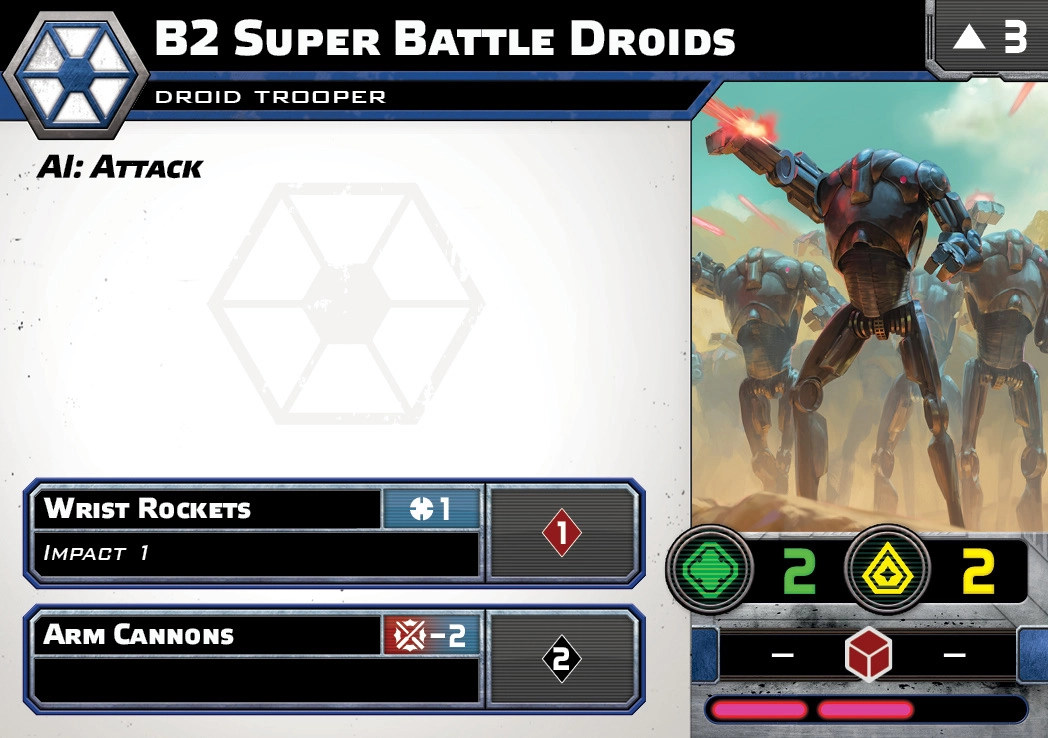 B2 Super Battle Droids
3
Droid Trooper
AI: Attack
Wrist Rockets 1
1
Impact 1
2 2
Arm Cannons -2
2
– –